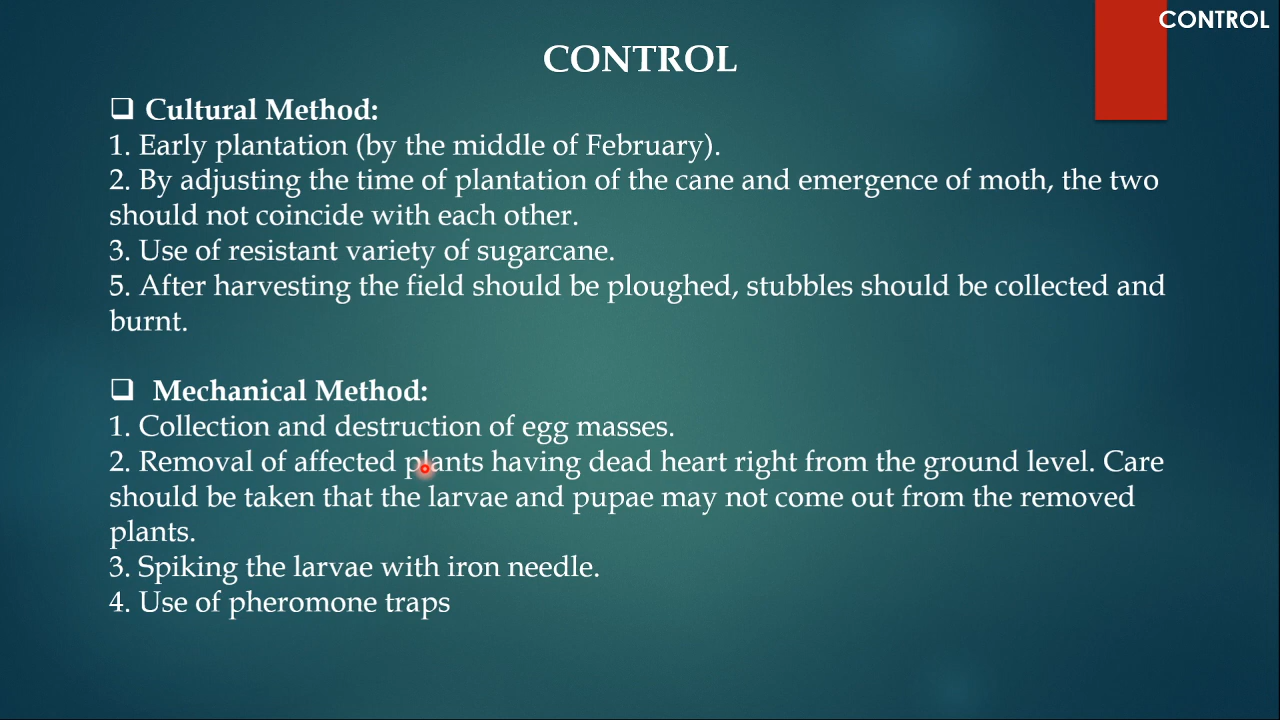 CONTROL
CONTROL
❑ Cultural Method:
1. Early plantation (by the middle of February).
2. By adjusting the time of plantation of the cane and emergence of moth, the two
should not coincide with each other.
3. Use of resistant variety of sugarcane.
5. After harvesting the field should be ploughed, stubbles should be collected and
burnt.
❑ Mechanical Method:
1. Collection and destruction of egg masses.
2. Removal of affected plants having dead heart right from the ground level. Care
should be taken that the larvae and pupae may not come out from the removed
plants.
3. Spiking the larvae with iron needle.
4. Use of pheromone traps